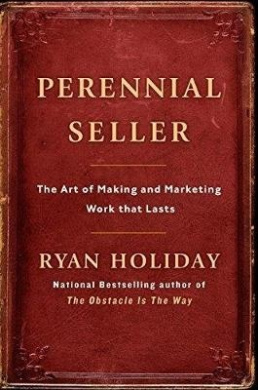 PERENNIAL
SELLER
The Art of Making and Marketing
Work that Lasts
RYAN HOLIDAY
National Bestselling author of
The Obstacle Is The Way